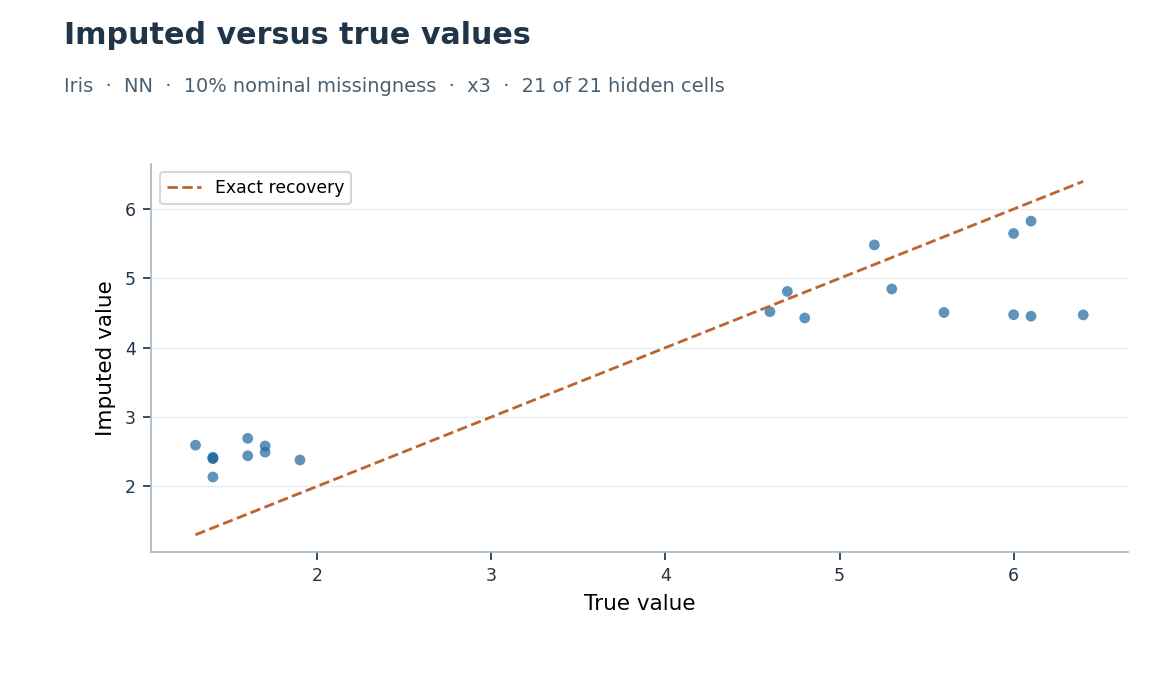 Imputed versus true values
Iris · NN · 10% nominal missingness · x3 · 21 of 21 hidden cells
Exact recovery
6
5
4
3
2
Imputed value
2
3
4
5
6
True value